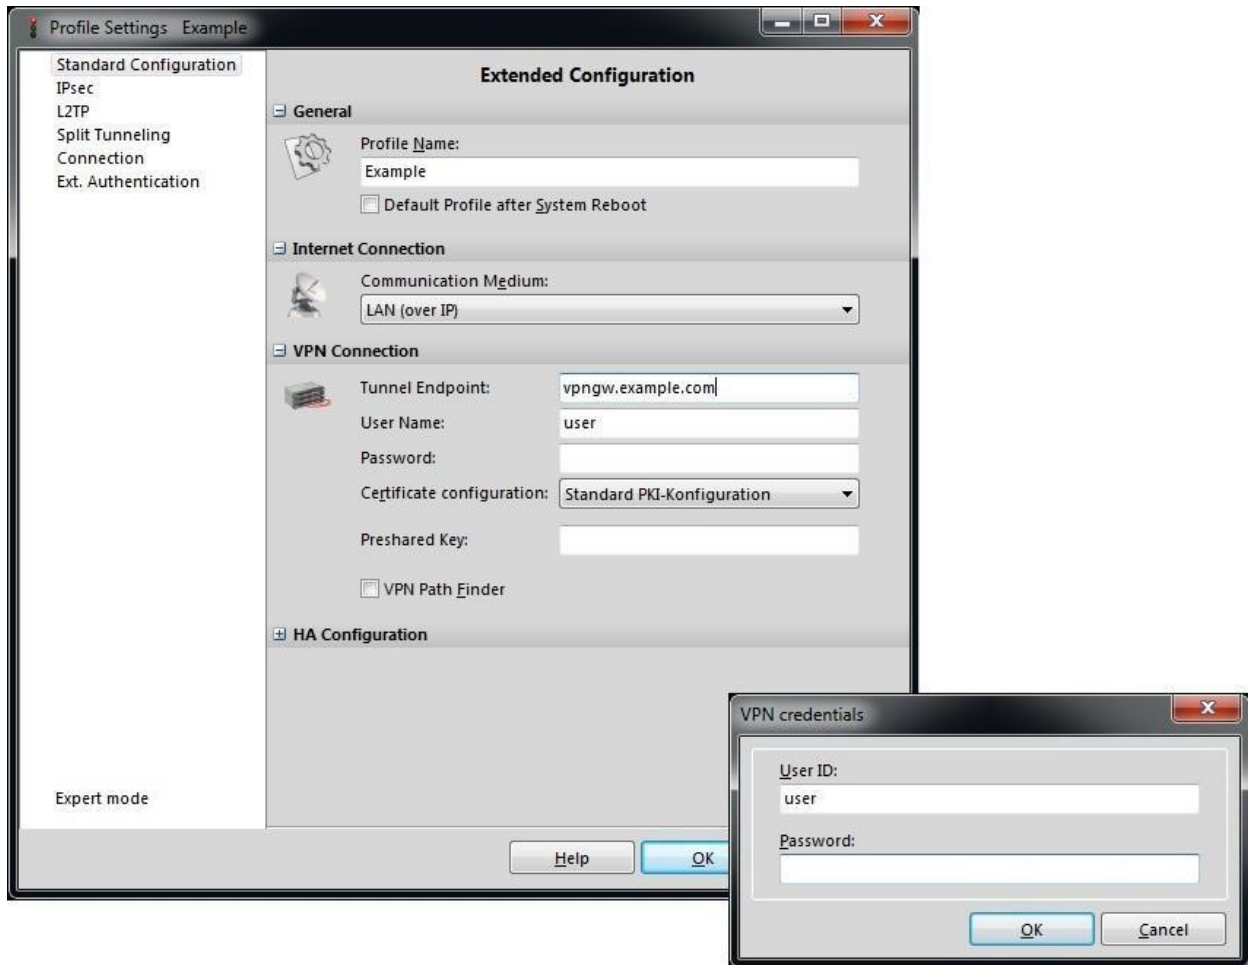 Profile Settings Example
Standard Configuration
IPsec
L2TP
Split Tunneling
Connection
Ext. Authentication
Expert mode
Extended Configuration
General
Profile Name:
Example
Default Profile after System Reboot
Internet Connection
Communication Medium:
LAN (over IP)
VPN Connection
Tunnel Endpoint: vpngw.example.com
User Name: user
Password:
Certificate configuration: Standard PKI-Konfiguration
Preshared Key:
VPN Path Finder
HA Configuration
Help OK
VPN credentials
User ID:
user
Password:
OK Cancel